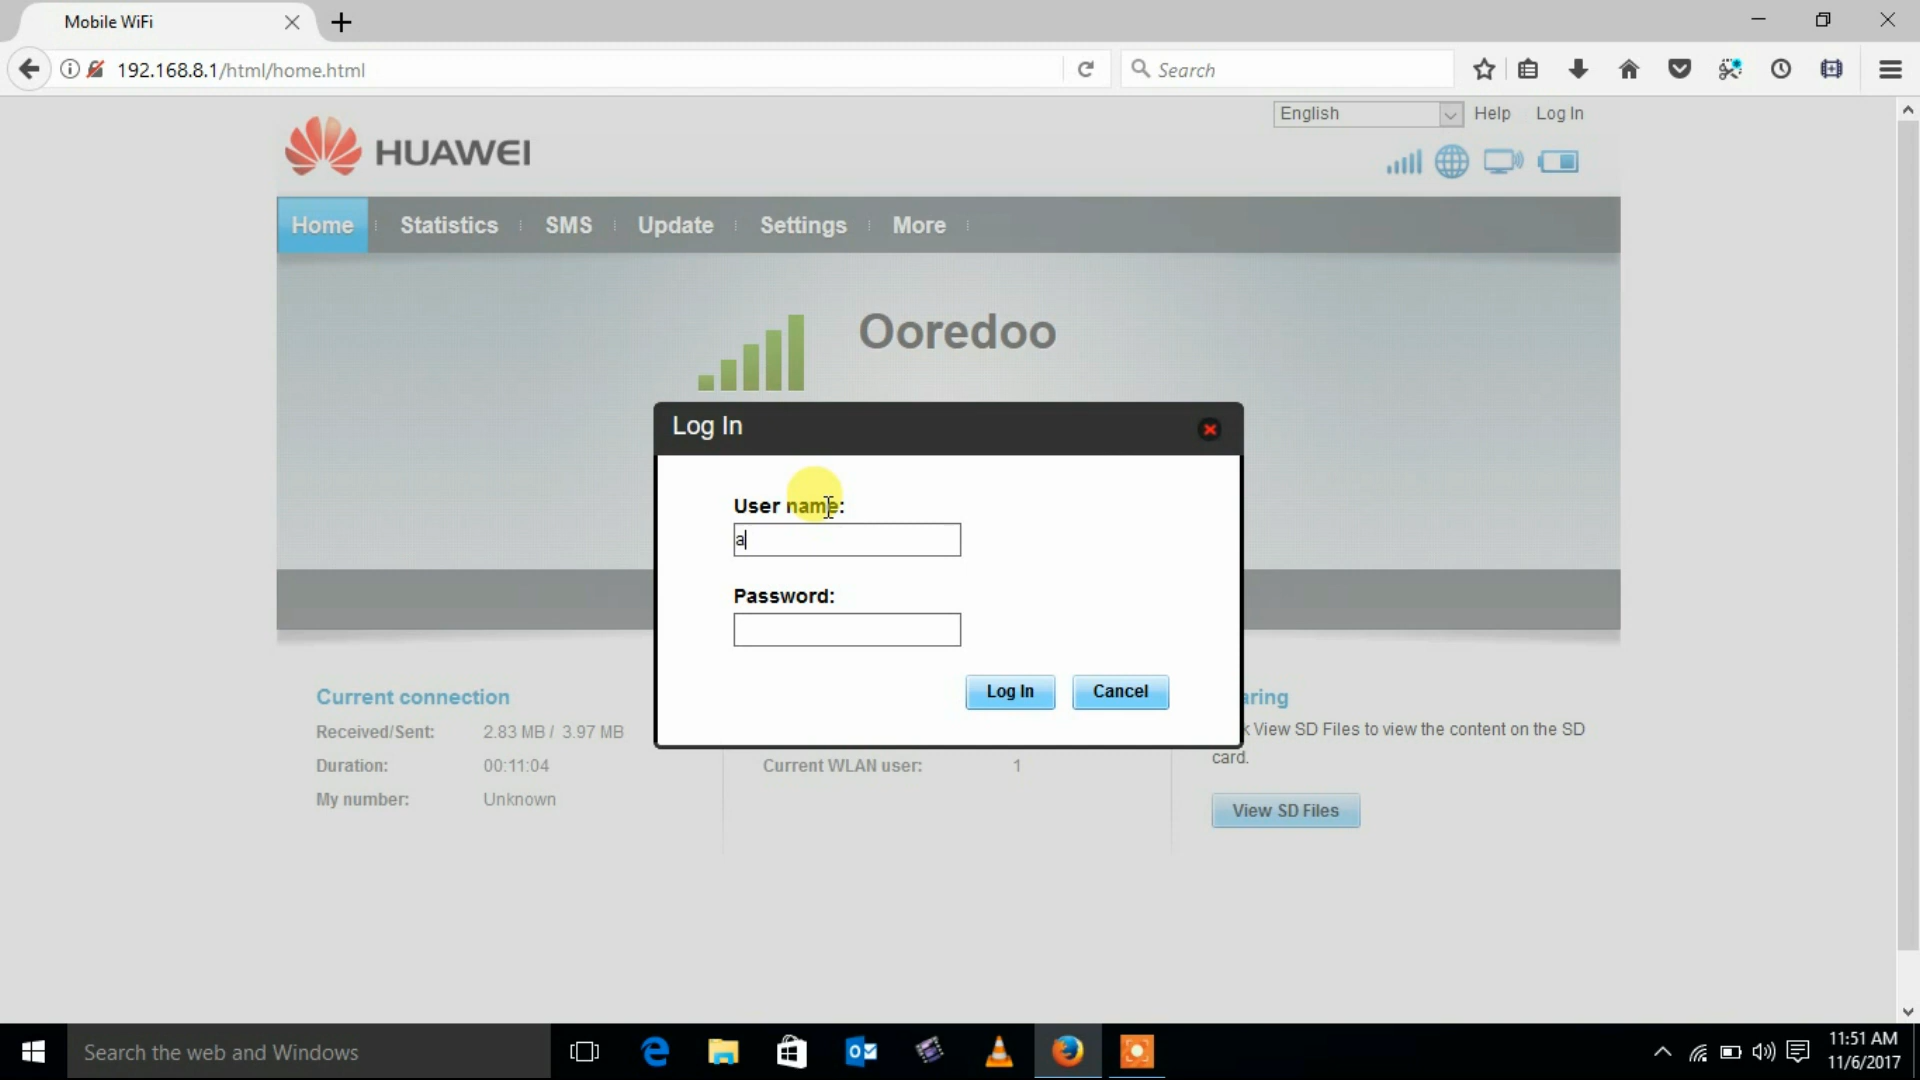 Mobile WiFi
192.168.8.1/html/home.html
Search
English
Help
Log In
HUAWEI
Home
Statistics
SMS
Update
Settings
More
Ooredoo
Log In
User name:
a
Password:
Log In
Cancel
Current connection
Received/Sent: 2.83 MB / 3.97 MB
Duration: 00:11:04
My number: Unknown
Current WLAN user: 1
View SD Files to view the content on the SD
card.
View SD Files
Search the web and Windows
11:51 AM
11/6/2017